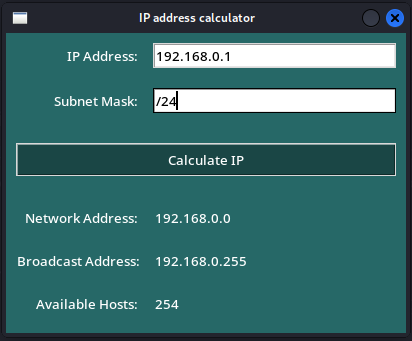 IP address calculator
IP Address: 192.168.0.1
Subnet Mask: /24
Calculate IP
Network Address: 192.168.0.0
Broadcast Address: 192.168.0.255
Available Hosts: 254